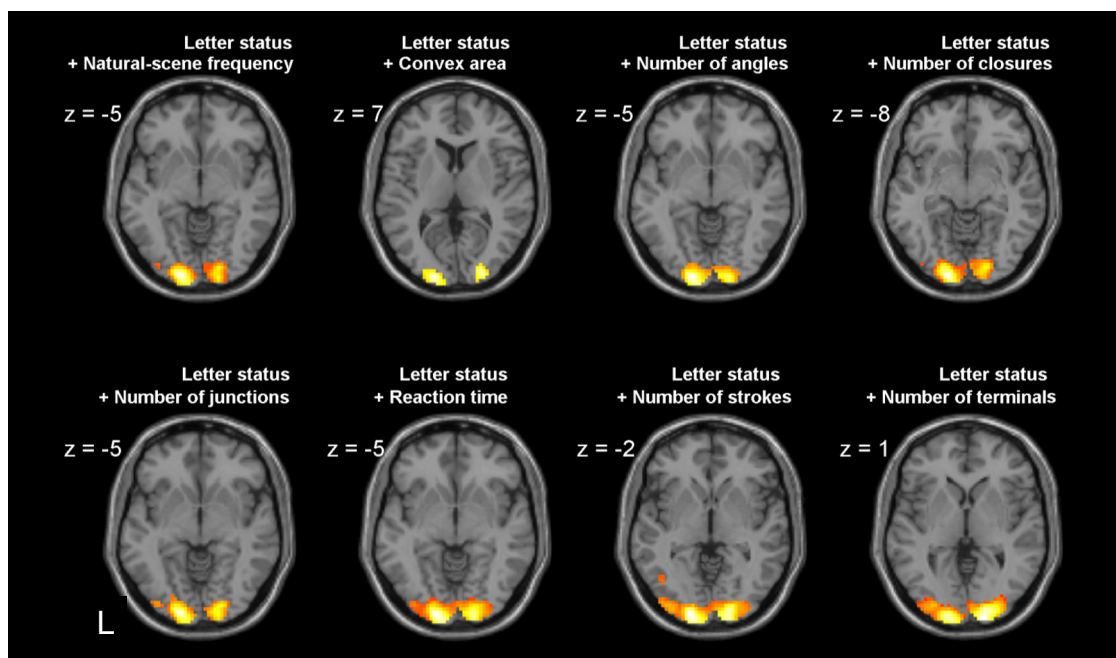 Letter status
+ Natural-scene frequency
z = -5
Letter status
+ Convex area
z = 7
Letter status
+ Number of angles
z = -5
Letter status
+ Number of closures
z = -8
Letter status
+ Number of junctions
z = -5
L
Letter status
+ Reaction time
z = -5
Letter status
+ Number of strokes
z = -2
Letter status
+ Number of terminals
z = 1